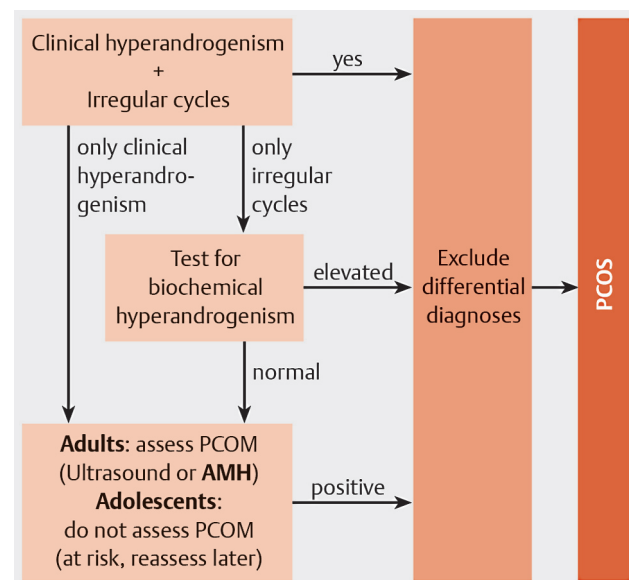 Clinical hyperandrogenism
+
Irregular cycles
yes
only clinical
hyperandro-
genism
only
irregular
cycles
Test for
biochemical
hyperandrogenism
elevated
Exclude
differential
diagnoses
PCOS
normal
Adults: assess PCOM
(Ultrasound or AMH)
Adolescents:
do not assess PCOM
(at risk, reassess later)
positive